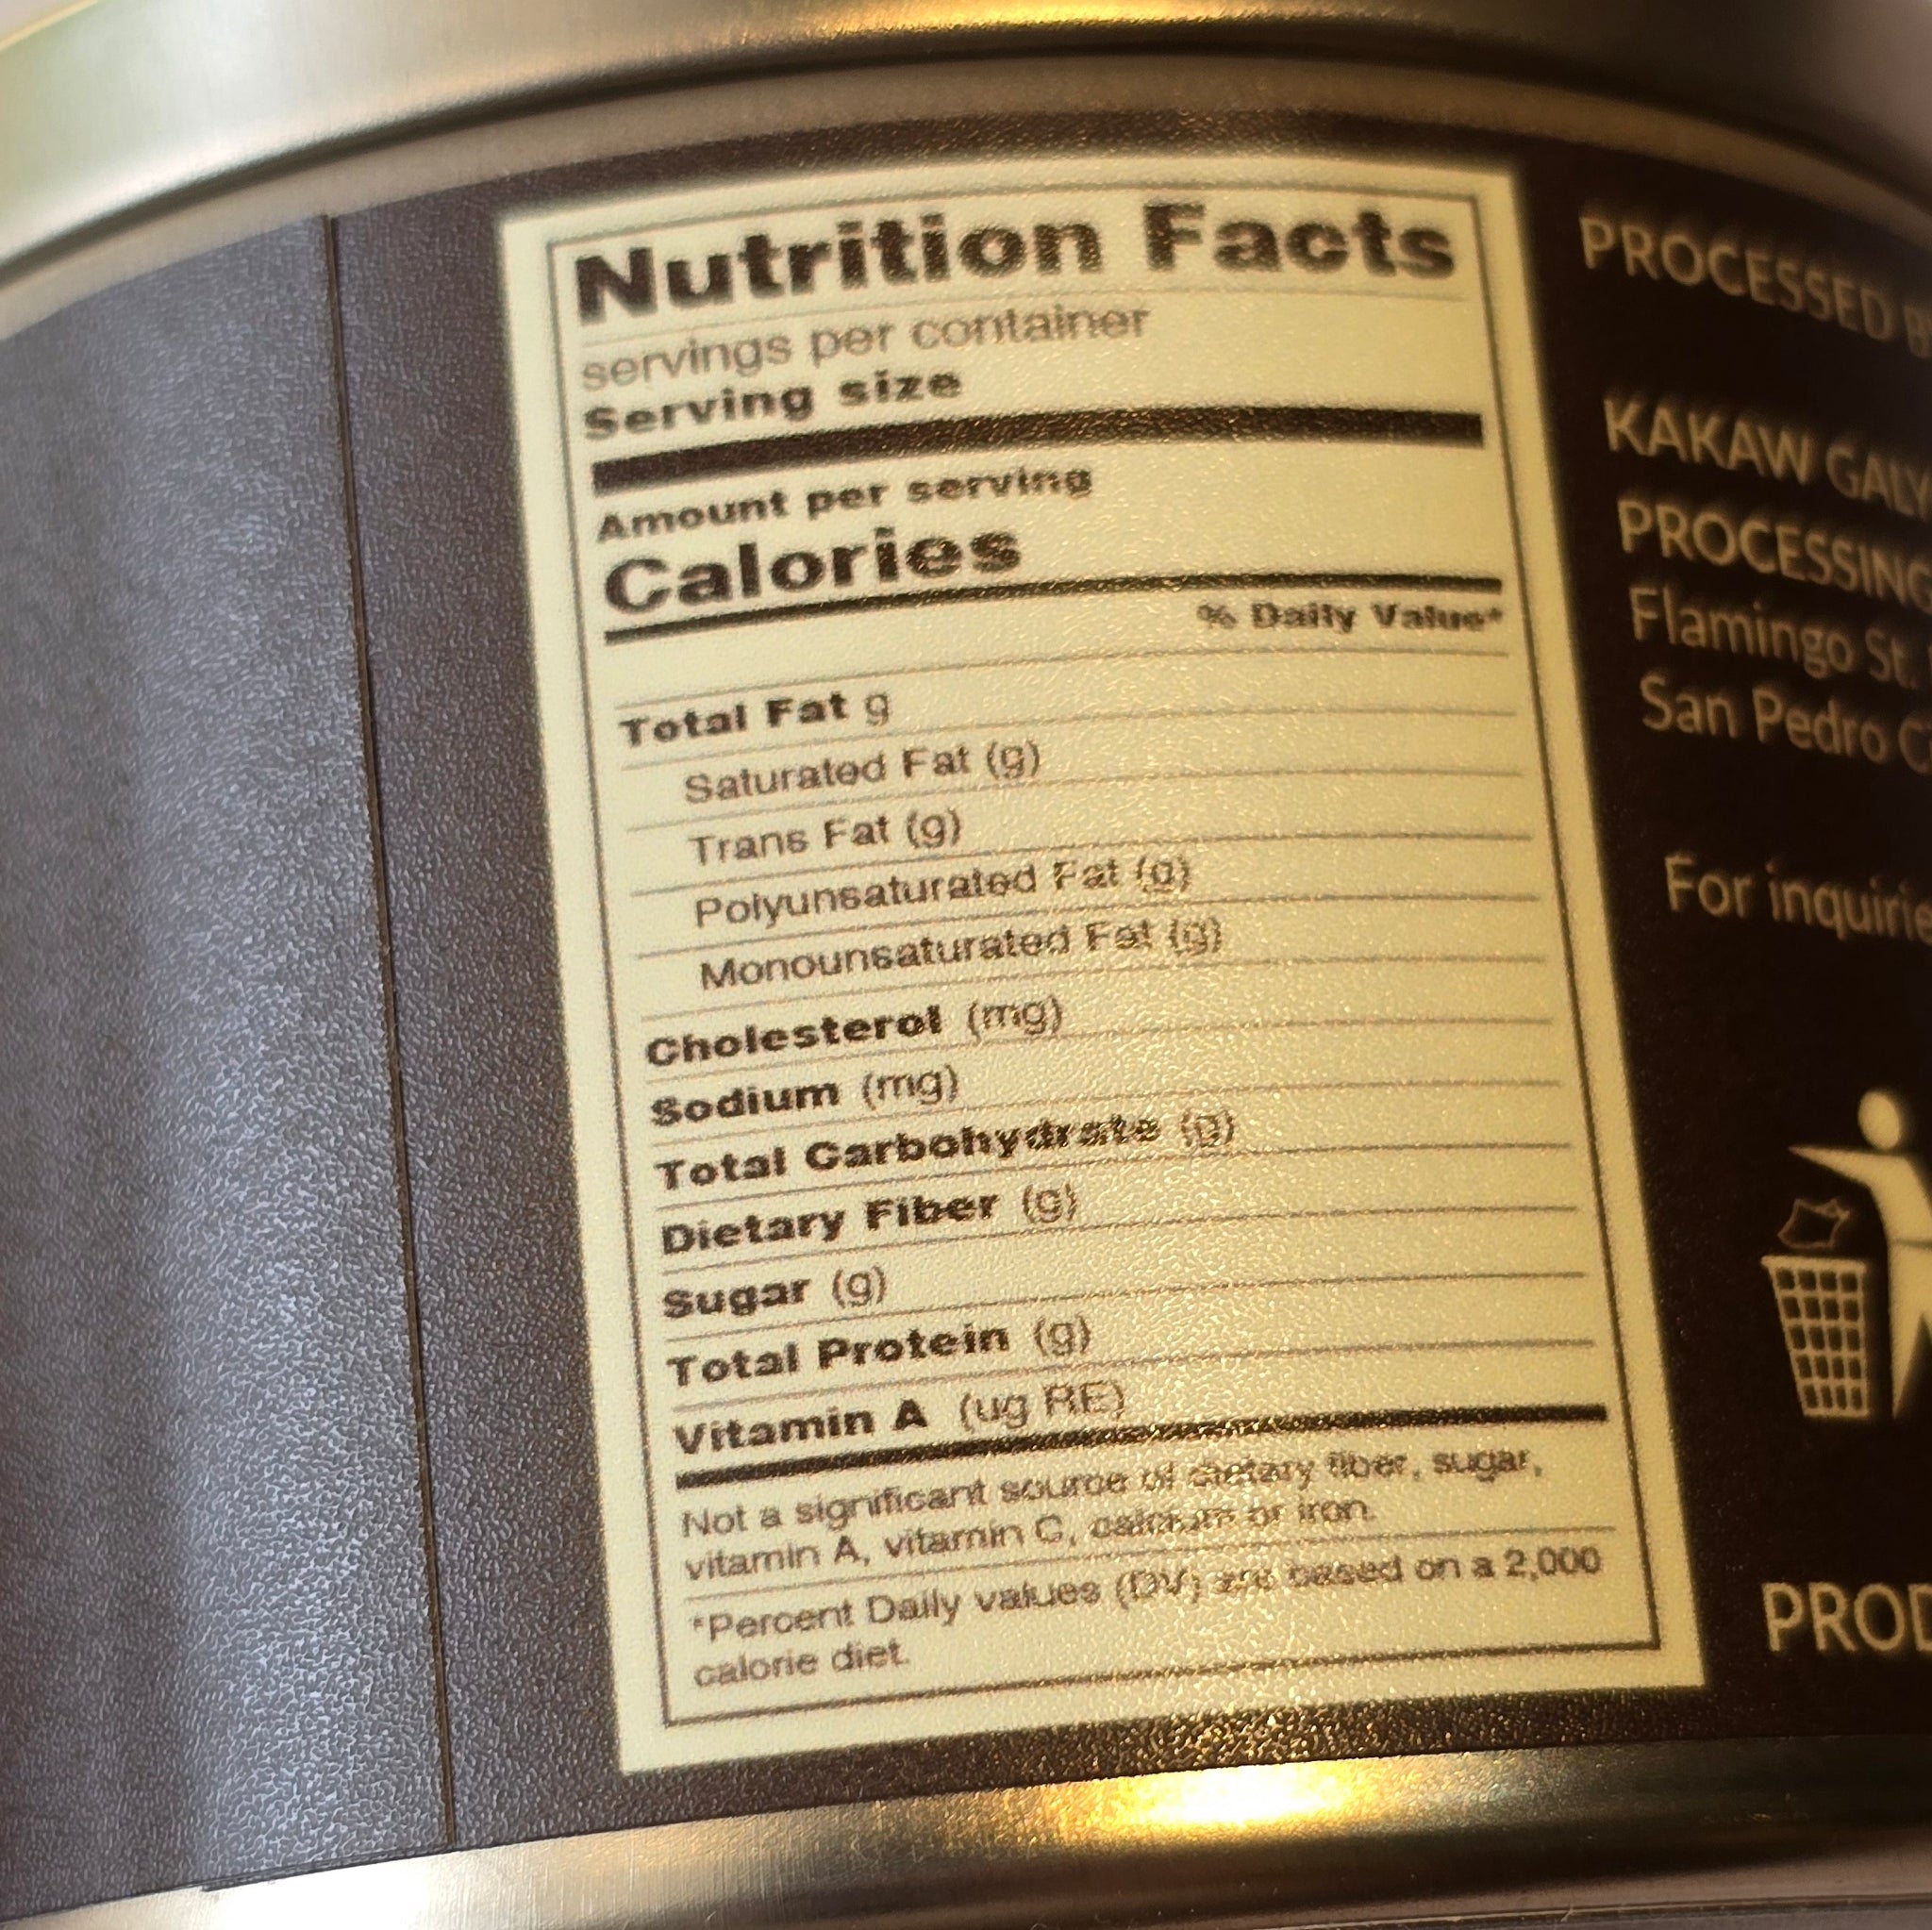 Nutrition Facts
servings per container
Serving size
Amount per serving
Calories
% Daily Value*
Total Fat g
Saturated Fat (g)
Trans Fat (g)
Polyunsaturated Fat (g)
Monounsaturated Fat (g)
Cholesterol (mg)
Sodium (mg)
Total Carbohydrate (g)
Dietary Fiber (g)
Sugar (g)
Total Protein (g)
Vitamin A (ug RE)
Not a significant source of dietary fiber, sugar,
vitamin A, vitamin C, calcium or iron.
*Percent Daily values (DV) are based on a 2,000
calorie diet.
PROCESSED
KAKAW
PROCESSING
Flamingo St.
San Pedro
For